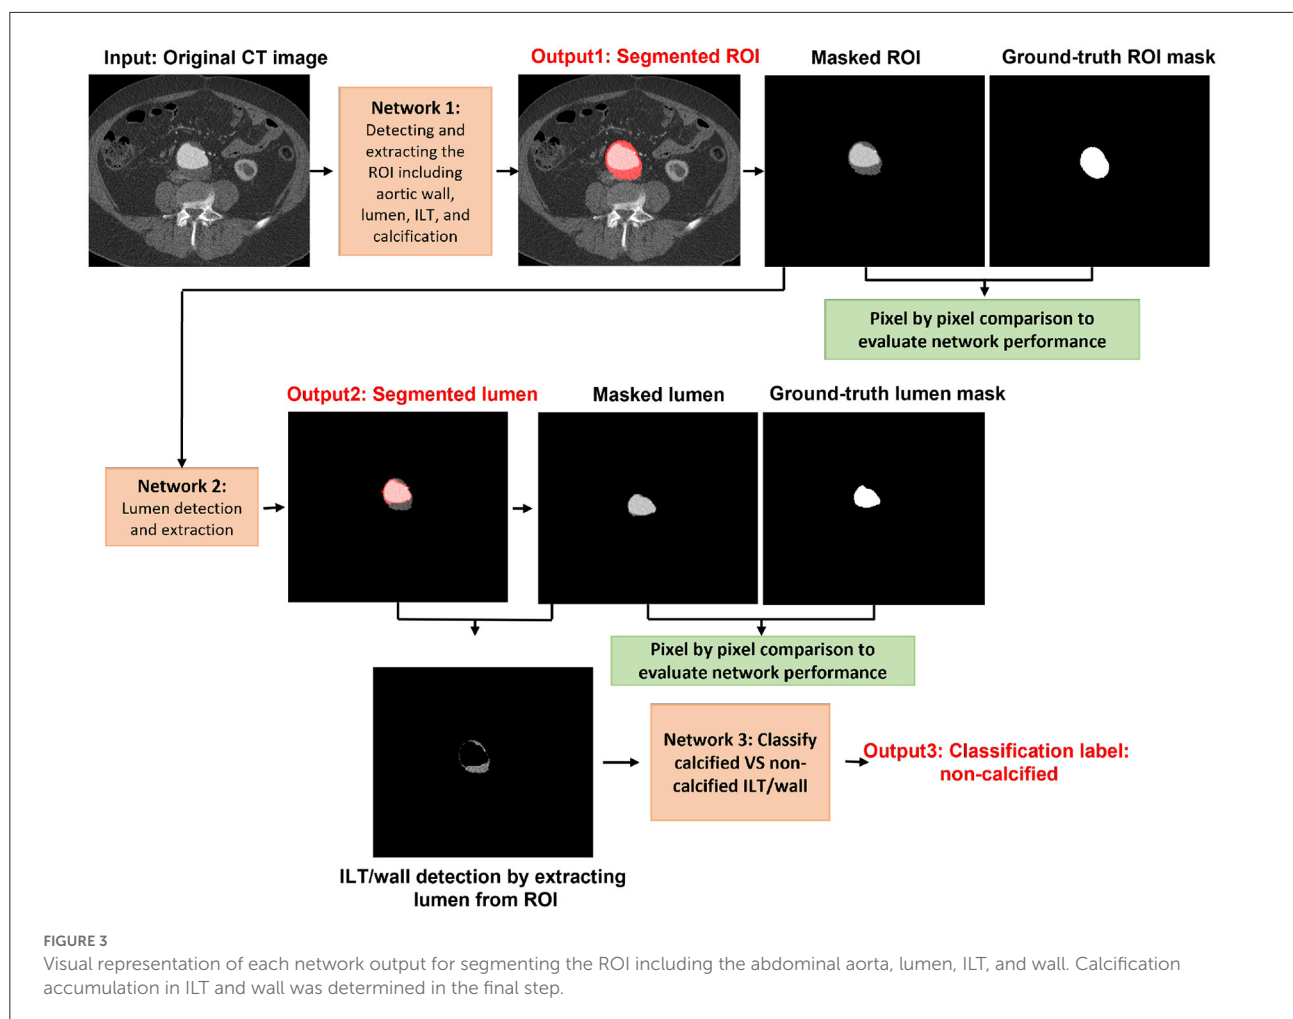 Input: Original CT image
Output1: Segmented ROI
Masked ROI
Ground-truth ROI mask
Network 1:
Detecting and
extracting the
ROI including
aortic wall,
lumen, ILT, and
calcification
Pixel by pixel comparison to
evaluate network performance
Output2: Segmented lumen
Masked lumen
Ground-truth lumen mask
Network 2:
Lumen detection
and extraction
Pixel by pixel comparison to
evaluate network performance
Network 3: Classify
calcified VS non-
calcified ILT/wall
Output3: Classification label:
non-calcified
ILT/wall detection by extracting
lumen from ROI
FIGURE 3
Visual representation of each network output for segmenting the ROI including the abdominal aorta, lumen, ILT, and wall. Calcification
accumulation in ILT and wall was determined in the final step.